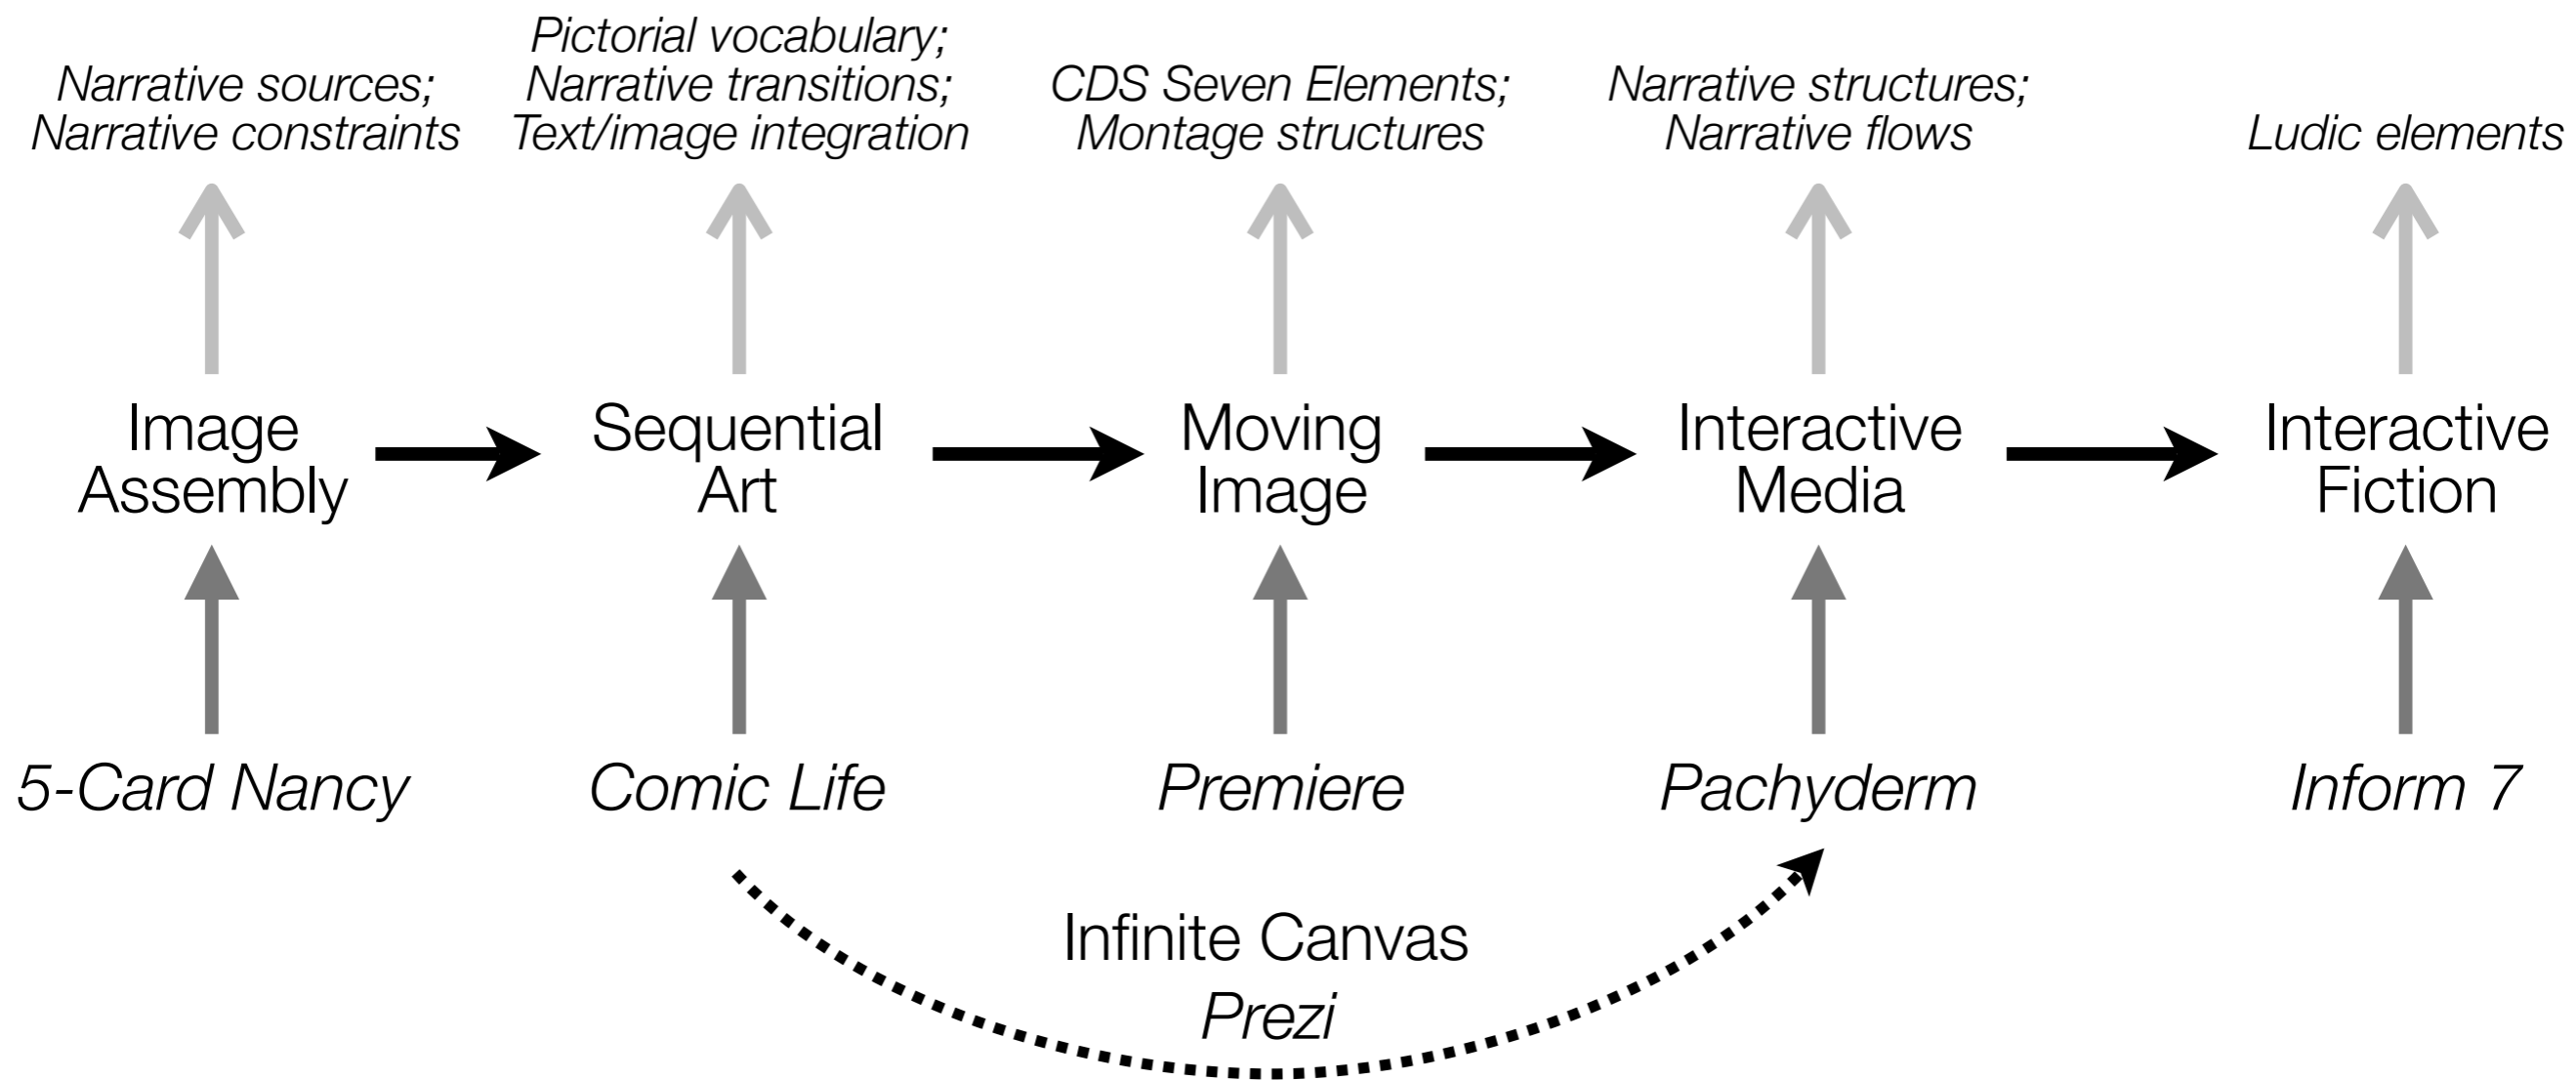 Narrative sources;
Narrative constraints
Pictorial vocabulary;
Narrative transitions;
Text/image integration
CDS Seven Elements;
Montage structures
Narrative structures;
Narrative flows
Ludic elements
Image
Assembly
Sequential
Art
Moving
Image
Interactive
Media
Interactive
Fiction
5-Card Nancy
Comic Life
Premiere
Pachyderm
Inform 7
Infinite Canvas
Prezi